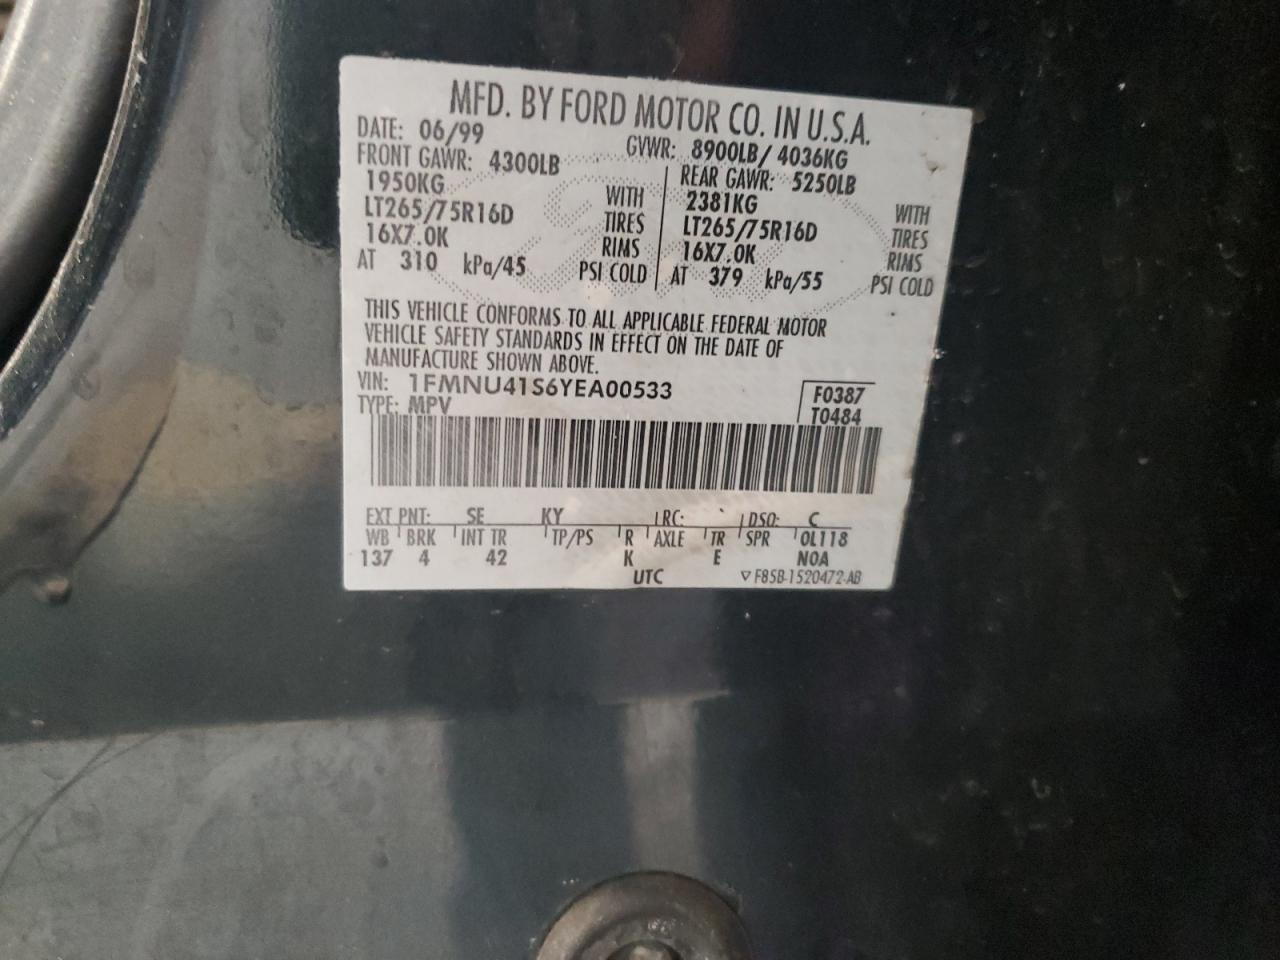 MFD. BY FORD MOTOR CO. IN U.S.A.
DATE: 06/99 GVWR: 8900LB/ 4036KG
FRONT GAWR: 4300LB REAR GAWR: 5250LB
1950KG WITH 2381KG WITH
LT265/75R16D TIRES LT265/75R16D TIRES
16X7.0K RIMS 16X7.0K RIMS
AT 310 kPa/45 PSI COLD AT 379 kPa/55 PSI COLD
THIS VEHICLE CONFORMS TO ALL APPLICABLE FEDERAL MOTOR
VEHICLE SAFETY STANDARDS IN EFFECT ON THE DATE OF
MANUFACTURE SHOWN ABOVE.
VIN: 1FMNU41S6YEA00533 F0387
TYPE: MPV T0484
EXT PNT: SE KY RC: DSO: C
WB BRK INT TR TP/PS R AXLE TR SPR 0L118
137 4 42 K E N0A
UTC ▽ F85B-1520472-AB